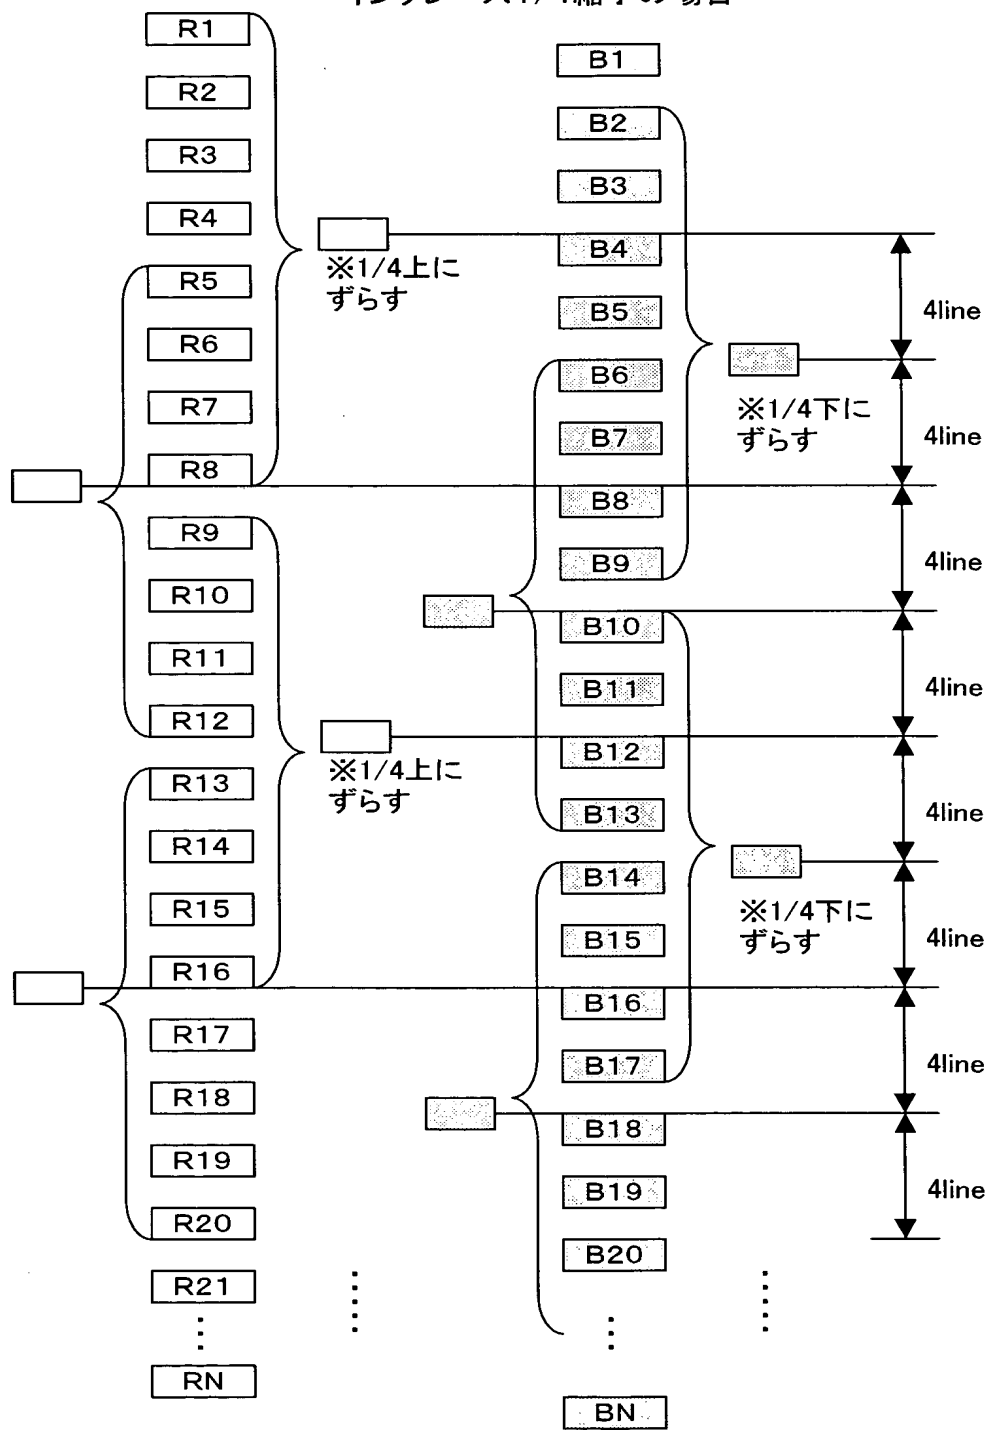 R1
R2
R3
R4
R5
R6
R7
R8
R9
R10
R11
R12
R13
R14
R15
R16
R17
R18
R19
R20
R21
RN
※1/4上に
ずらす
※1/4上に
ずらす
B1
B2
B3
B4
B5
B6
B7
B8
B9
B10
B11
B12
B13
B14
B15
B16
B17
B18
B19
B20
BN
※1/4下に
ずらす
※1/4下に
ずらす
4line
4line
4line
4line
4line
4line
4line
4line